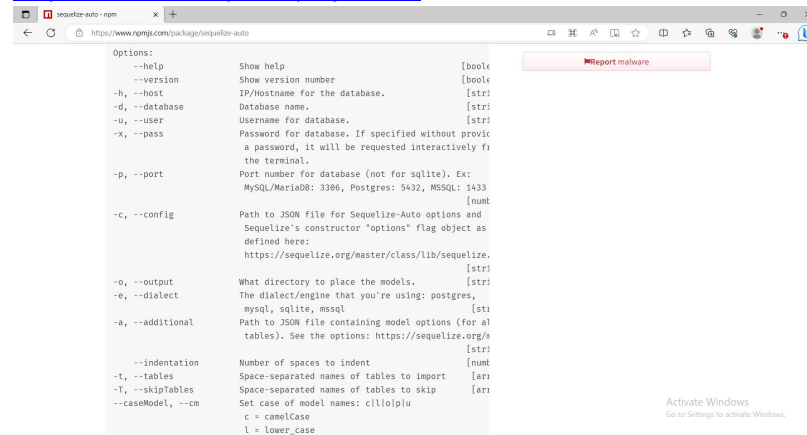 sequelize-auto - npm
https://www.npmjs.com/package/sequelize-auto
Options:
--help Show help [boole
--version Show version number [boole
-h, --host IP/Hostname for the database. [stri
-d, --database Database name. [stri
-u, --user Username for database. [stri
-x, --pass Password for database. If specified without provid
a password, it will be requested interactively fr
the terminal.
-p, --port Port number for database (not for sqlite). Ex:
MySQL/MariaDB: 3306, Postgres: 5432, MSSQL: 1433
[numb
-c, --config Path to JSON file for Sequelize-Auto options and
Sequelize's constructor "options" flag object as
defined here:
https://sequelize.org/master/class/lib/sequelize.
[stri
-o, --output What directory to place the models. [stri
-e, --dialect The dialect/engine that you're using: postgres,
mysql, sqlite, mssql [str
-a, --additional Path to JSON file containing model options (for al
tables). See the options: https://sequelize.org/m
[stri
--indentation Number of spaces to indent [numb
-t, --tables Space-separated names of tables to import [arr
-T, --skipTables Space-separated names of tables to skip [arr
--caseModel, --cm Set case of model names: c|l|o|p|u
c = camelCase
l = lower_case
Report malware
Activate Windows
Go to Settings to activate Windows.